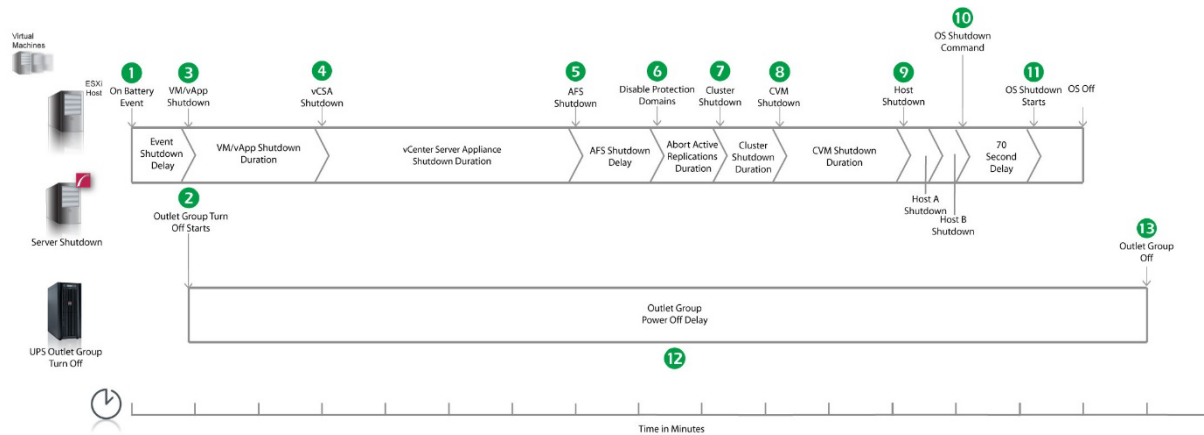 Virtual
Machines
ESXi
Host
Server Shutdown
UPS Outlet Group
Turn Off
1
On Battery
Event
3
VM/vApp
Shutdown
4
vCSA
Shutdown
5
AFS
Shutdown
6
Disable Protection
Domains
7
Cluster
Shutdown
8
CVM
Shutdown
9
Host
Shutdown
10
OS Shutdown
Command
11
OS Shutdown
Starts
OS Off
Event
Shutdown
Delay
VM/vApp Shutdown
Duration
vCenter Server Appliance
Shutdown Duration
AFS Shutdown
Delay
Abort Active
Replications
Duration
Cluster
Shutdown
Duration
CVM Shutdown
Duration
70
Second
Delay
Host A
Shutdown
Host B
Shutdown
2
Outlet Group Turn
Off Starts
13
Outlet Group
Off
Outlet Group
Power Off Delay
12
Time in Minutes